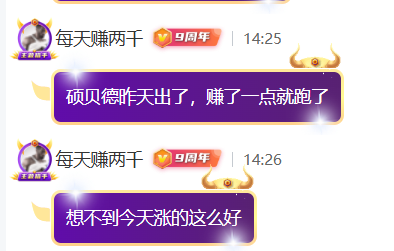 每天赚两千 V 9周年 14:25
硕贝德昨天出了，赚了一点就跑了
每天赚两千 V 9周年 14:26
想不到今天涨的这么好